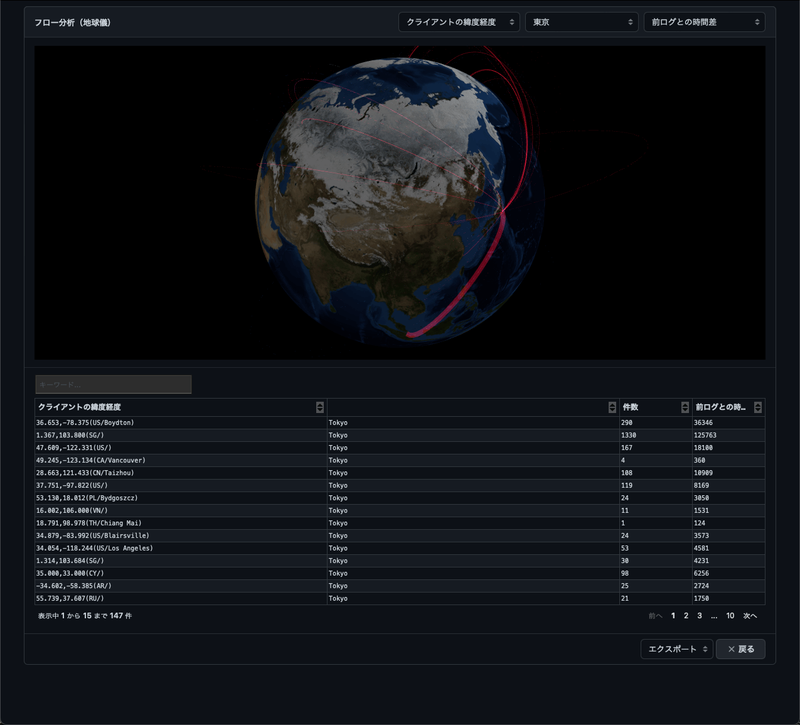 フロー分析（地球儀） クライアントの緯度経度 東京 前ログとの時間差
キーワード...
クライアントの緯度経度 件数 前ログとの時...
36.653,-78.375(US/Boydton) Tokyo 290 36346
1.367,103.800(SG/) Tokyo 1330 125763
47.609,-122.331(US/) Tokyo 167 18100
49.245,-123.134(CA/Vancouver) Tokyo 4 360
28.663,121.433(CN/Taizhou) Tokyo 108 10909
37.751,-97.822(US/) Tokyo 119 8169
53.130,18.012(PL/Bydgoszcz) Tokyo 24 3050
16.002,106.000(VN/) Tokyo 11 1531
18.791,98.978(TH/Chiang Mai) Tokyo 1 124
34.879,-83.992(US/Blairsville) Tokyo 24 3573
34.054,-118.244(US/Los Angeles) Tokyo 53 4581
1.314,103.684(SG/) Tokyo 30 4231
35.000,33.000(CY/) Tokyo 98 6256
-34.602,-58.385(AR/) Tokyo 25 2724
55.739,37.607(RU/) Tokyo 21 1750
表示中 1 から 15 まで 147 件 前へ 1 2 3 ... 10 次へ
エクスポート × 戻る